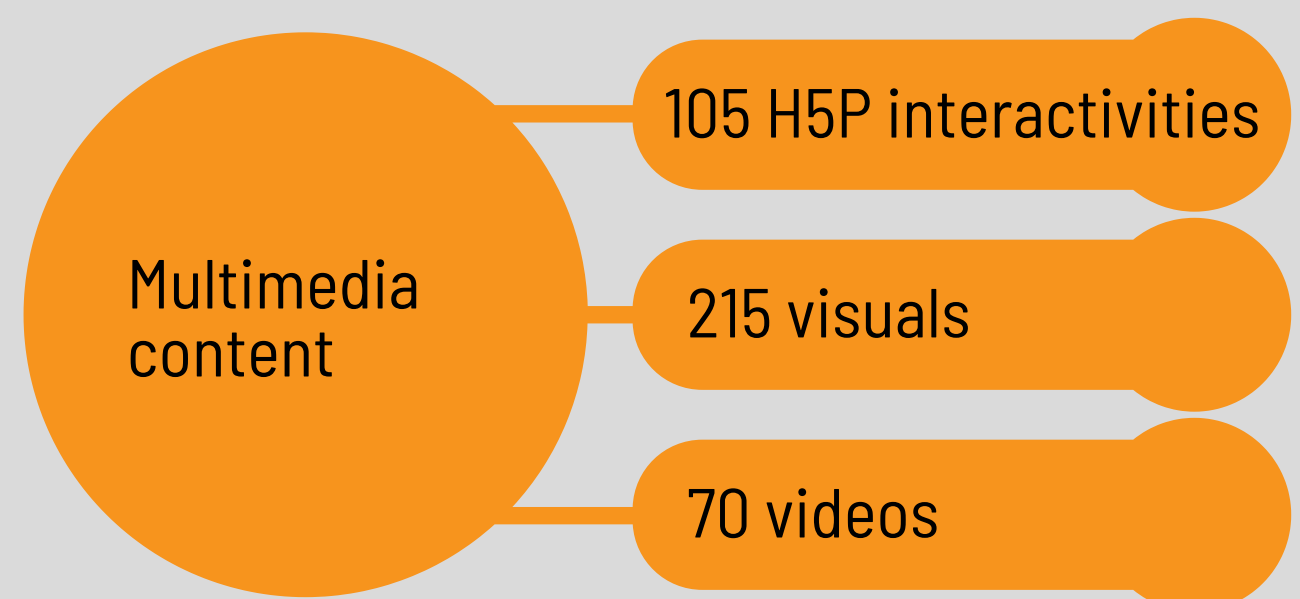 Multimedia
content
105 H5P interactivities
215 visuals
70 videos